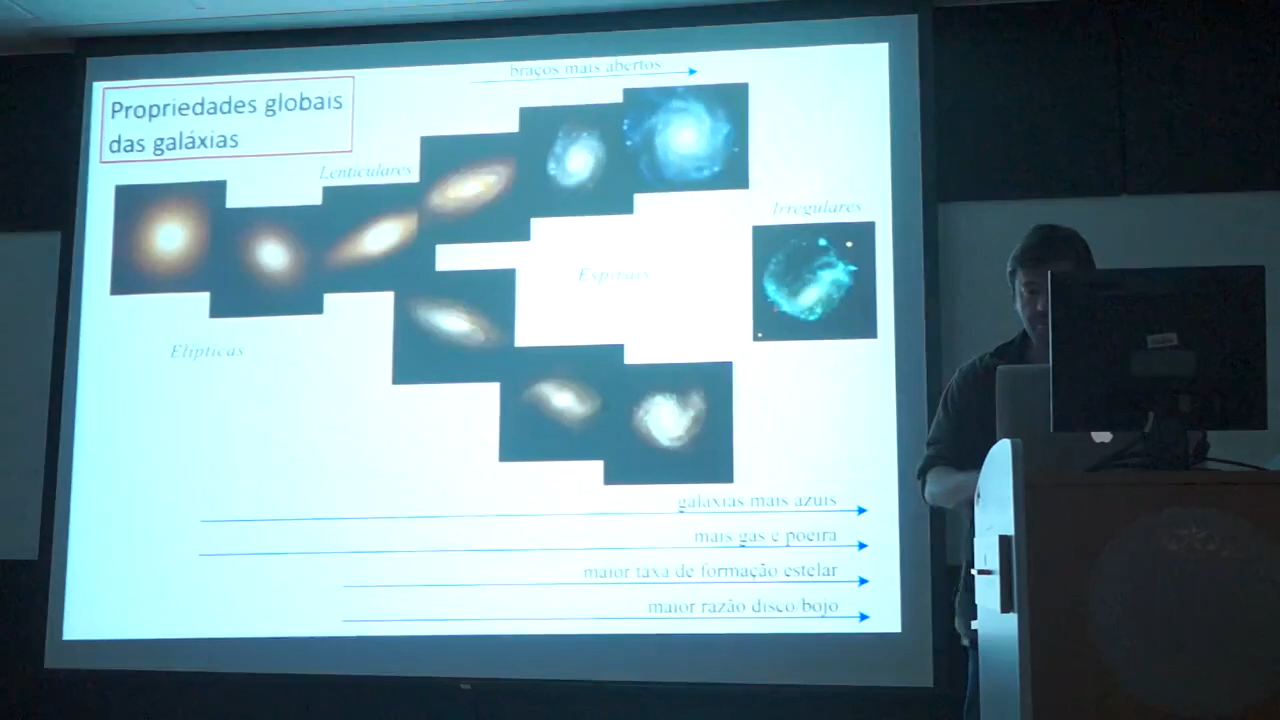 braços mais abertos
Propriedades globais
das galáxias
Lenticulares
Irregulares
Espirais
Elípticas
galáxias mais azuis
mais gás e poeira
maior taxa de formação estelar
maior razão disco/bojo